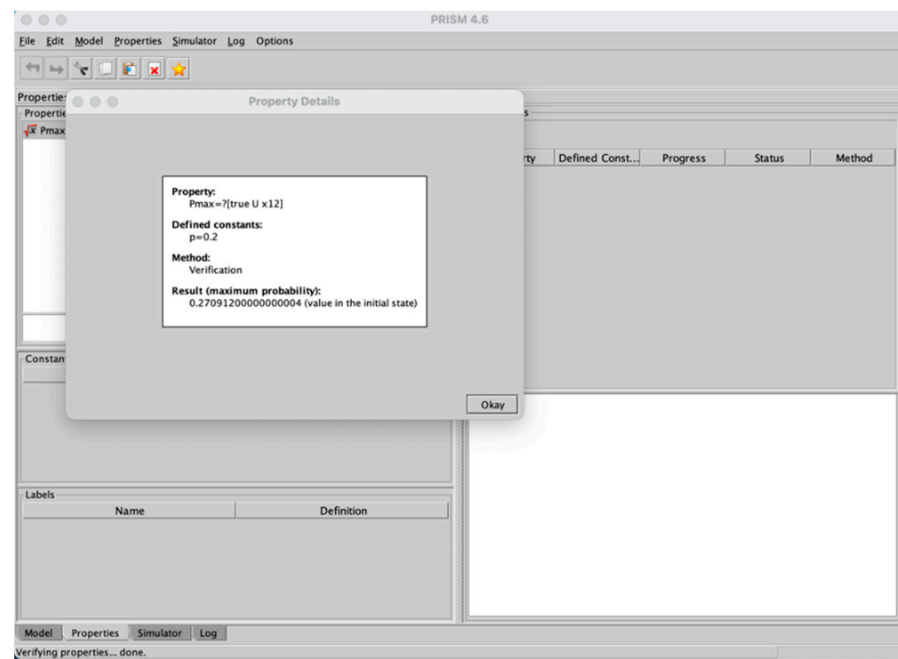 PRISM 4.6
File Edit Model Properties Simulator Log Options
Properties
Property Details
Pmax
Defined Const... Progress Status Method
Property:
Pmax=?[true U x12]
Defined constants:
p=0.2
Method:
Verification
Result (maximum probability):
0.27091200000000004 (value in the initial state)
Constan
Okay
Labels
Name Definition
Model Properties Simulator Log
Verifying properties... done.